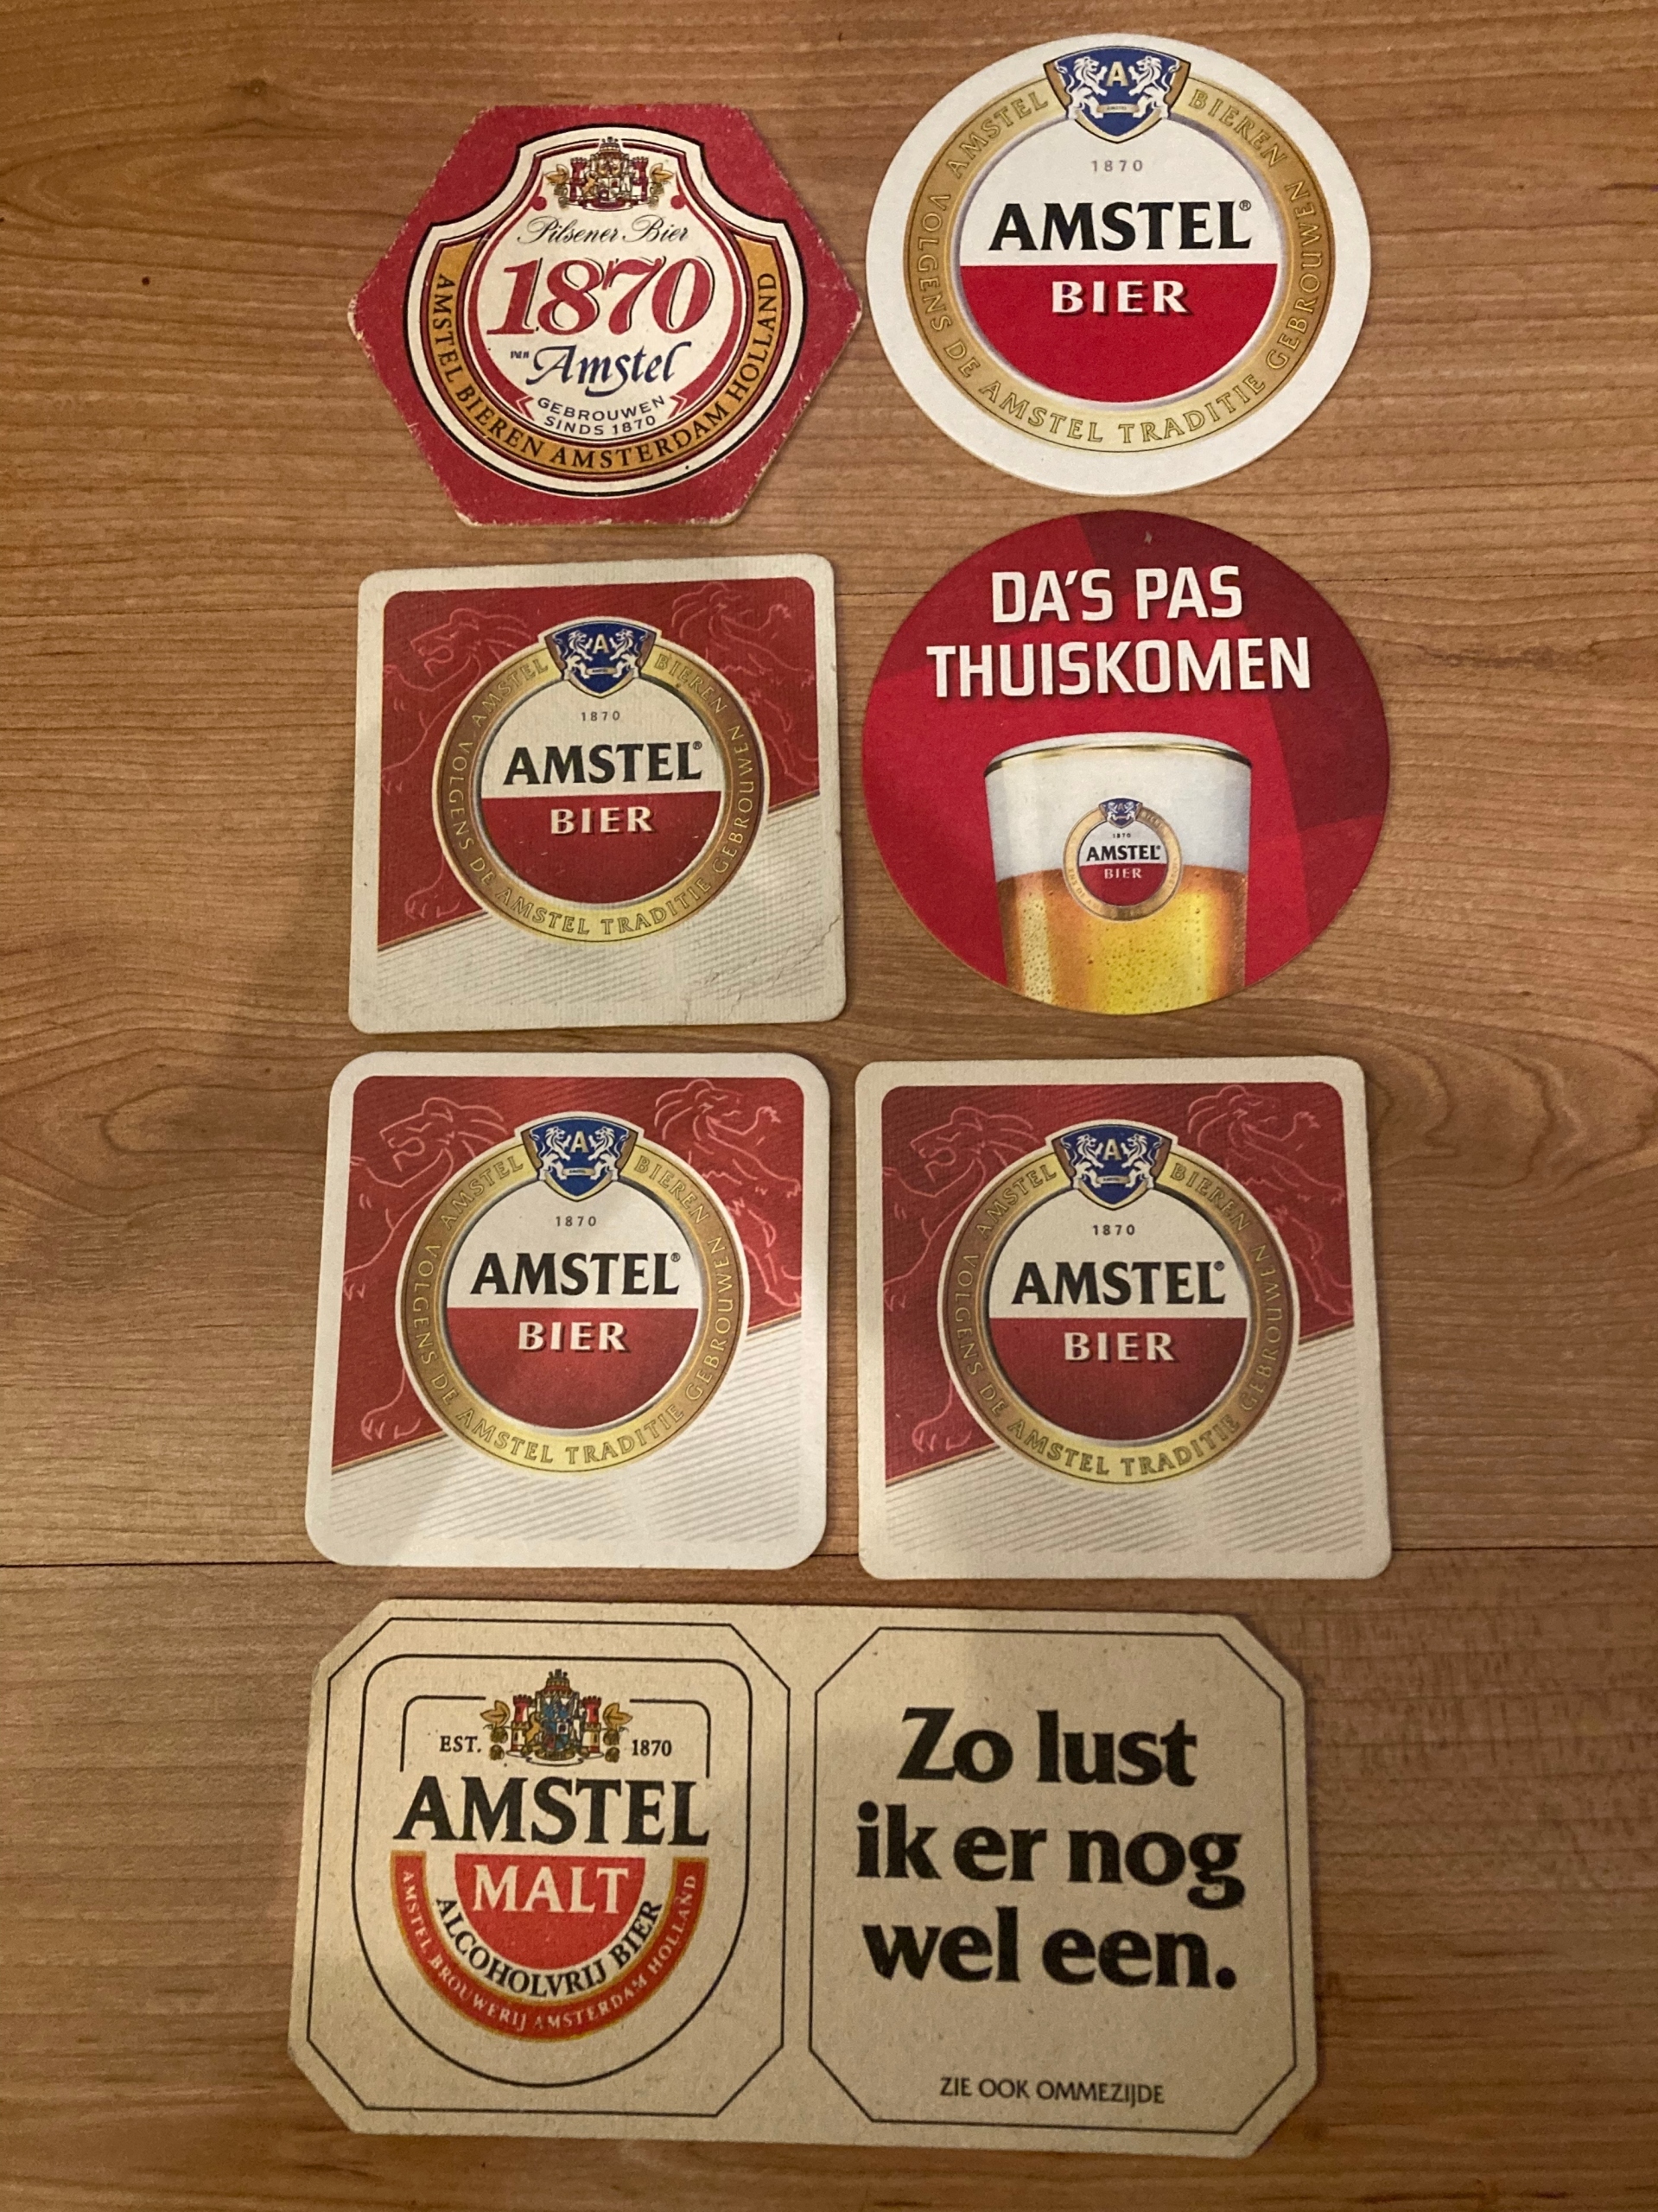 Pilsener Bier
1870
van Amstel
GEBROUWEN
SINDS 1870
AMSTEL BIEREN AMSTERDAM HOLLAND
A
AMSTEL BIEREN
1870
AMSTEL®
BIER
VOLGENS DE AMSTEL TRADITIE GEBROUWEN
A
AMSTEL BIEREN
1870
AMSTEL®
BIER
VOLGENS DE AMSTEL TRADITIE GEBROUWEN
DA'S PAS
THUISKOMEN
1870
AMSTEL®
BIER
A
AMSTEL BIEREN
1870
AMSTEL®
BIER
VOLGENS DE AMSTEL TRADITIE GEBROUWEN
A
AMSTEL BIEREN
1870
AMSTEL®
BIER
VOLGENS DE AMSTEL TRADITIE GEBROUWEN
EST. 1870
AMSTEL
MALT
ALCOHOLVRIJ BIER
AMSTEL BROUWERIJ AMSTERDAM HOLLAND
Zo lust
ik er nog
wel een.
ZIE OOK OMMEZIJDE